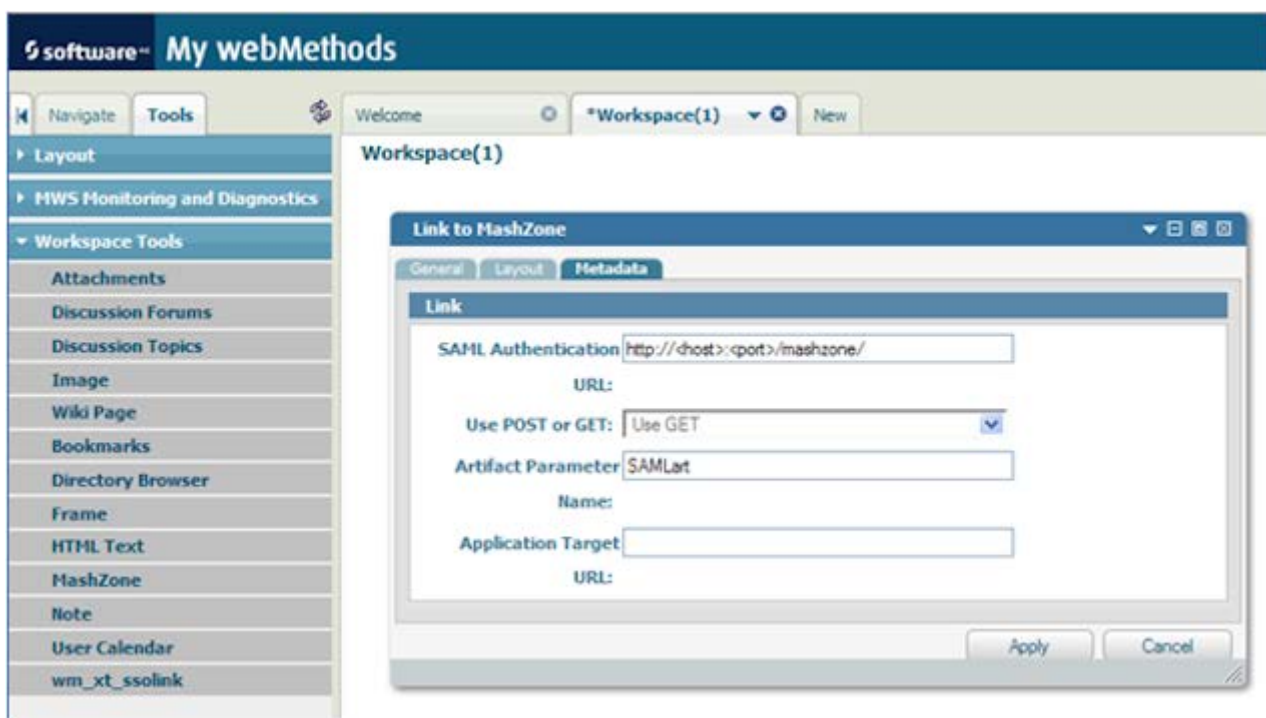 software AG My webMethods
Navigate Tools Welcome *Workspace(1) New
Layout
Workspace(1)
MWS Monitoring and Diagnostics
Workspace Tools
Attachments
Discussion Forums
Discussion Topics
Image
Wiki Page
Bookmarks
Directory Browser
Frame
HTML Text
MashZone
Note
User Calendar
wm_xt_ssolink
Link to MashZone
General Layout Metadata
Link
SAML Authentication http://<host>:<port>/mashzone/
URL:
Use POST or GET: Use GET
Artifact Parameter SAMLart
Name:
Application Target
URL:
Apply Cancel